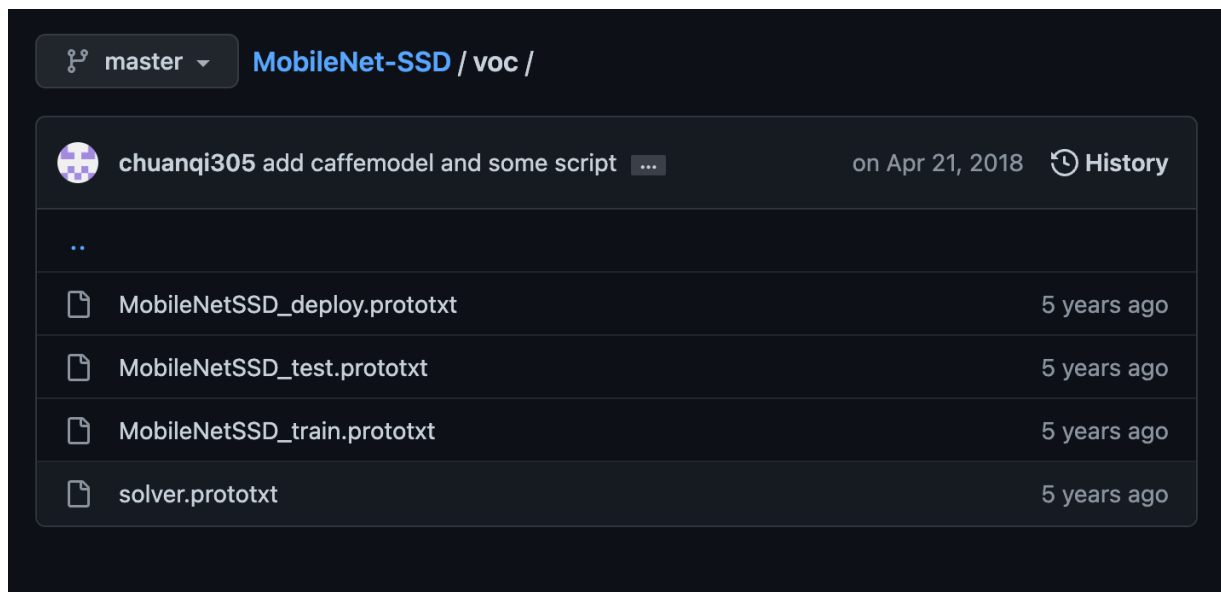 master MobileNet-SSD / voc /
chuanqi305 add caffemodel and some script ... on Apr 21, 2018 History
..
MobileNetSSD_deploy.prototxt 5 years ago
MobileNetSSD_test.prototxt 5 years ago
MobileNetSSD_train.prototxt 5 years ago
solver.prototxt 5 years ago